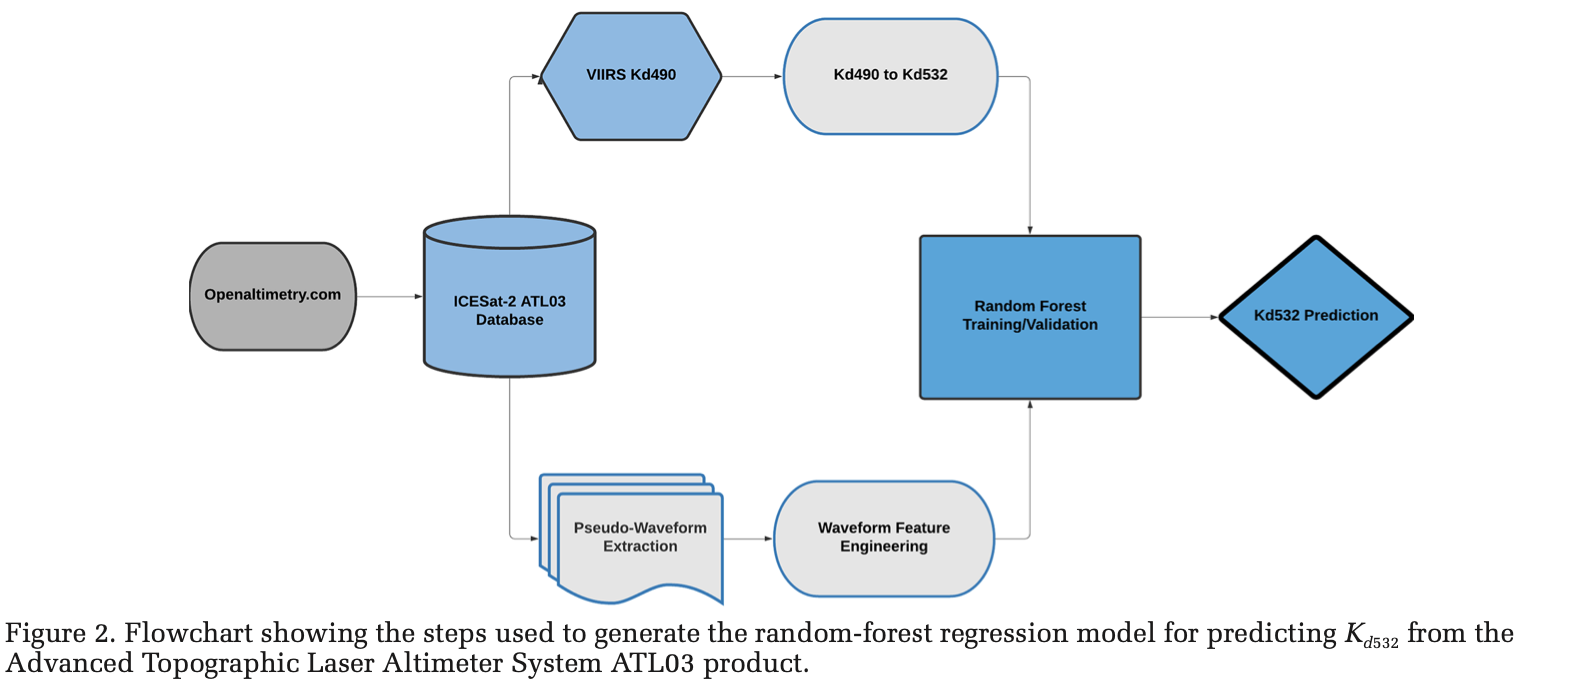 VIIRS Kd490
Kd490 to Kd532
Openaltimetry.com
ICESat-2 ATL03
Database
Random Forest
Training/Validation
Kd532 Prediction
Pseudo-Waveform
Extraction
Waveform Feature
Engineering
Figure 2. Flowchart showing the steps used to generate the random-forest regression model for predicting Kd532 from the
Advanced Topographic Laser Altimeter System ATL03 product.